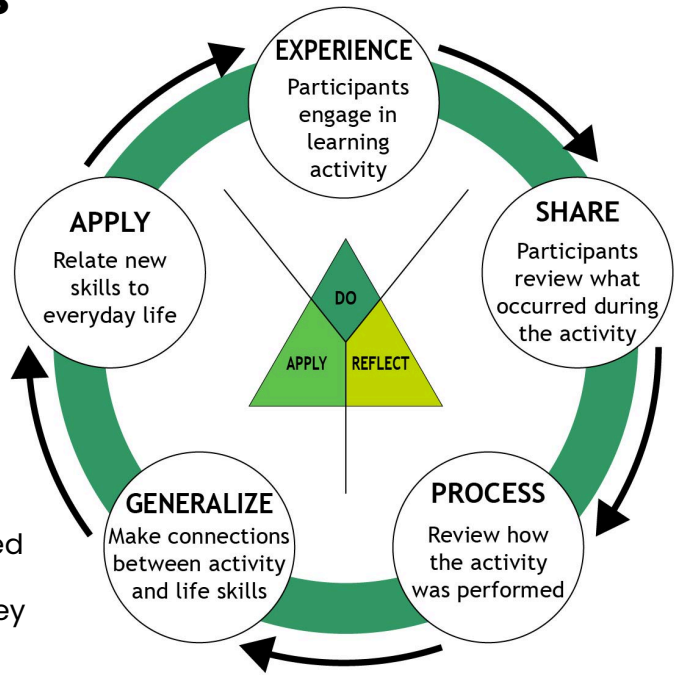 EXPERIENCE
Participants
engage in
learning
activity
SHARE
Participants
review what
occurred during
the activity
PROCESS
Review how
the activity
was performed
GENERALIZE
Make connections
between activity
and life skills
APPLY
Relate new
skills to
everyday life
DO
APPLY
REFLECT